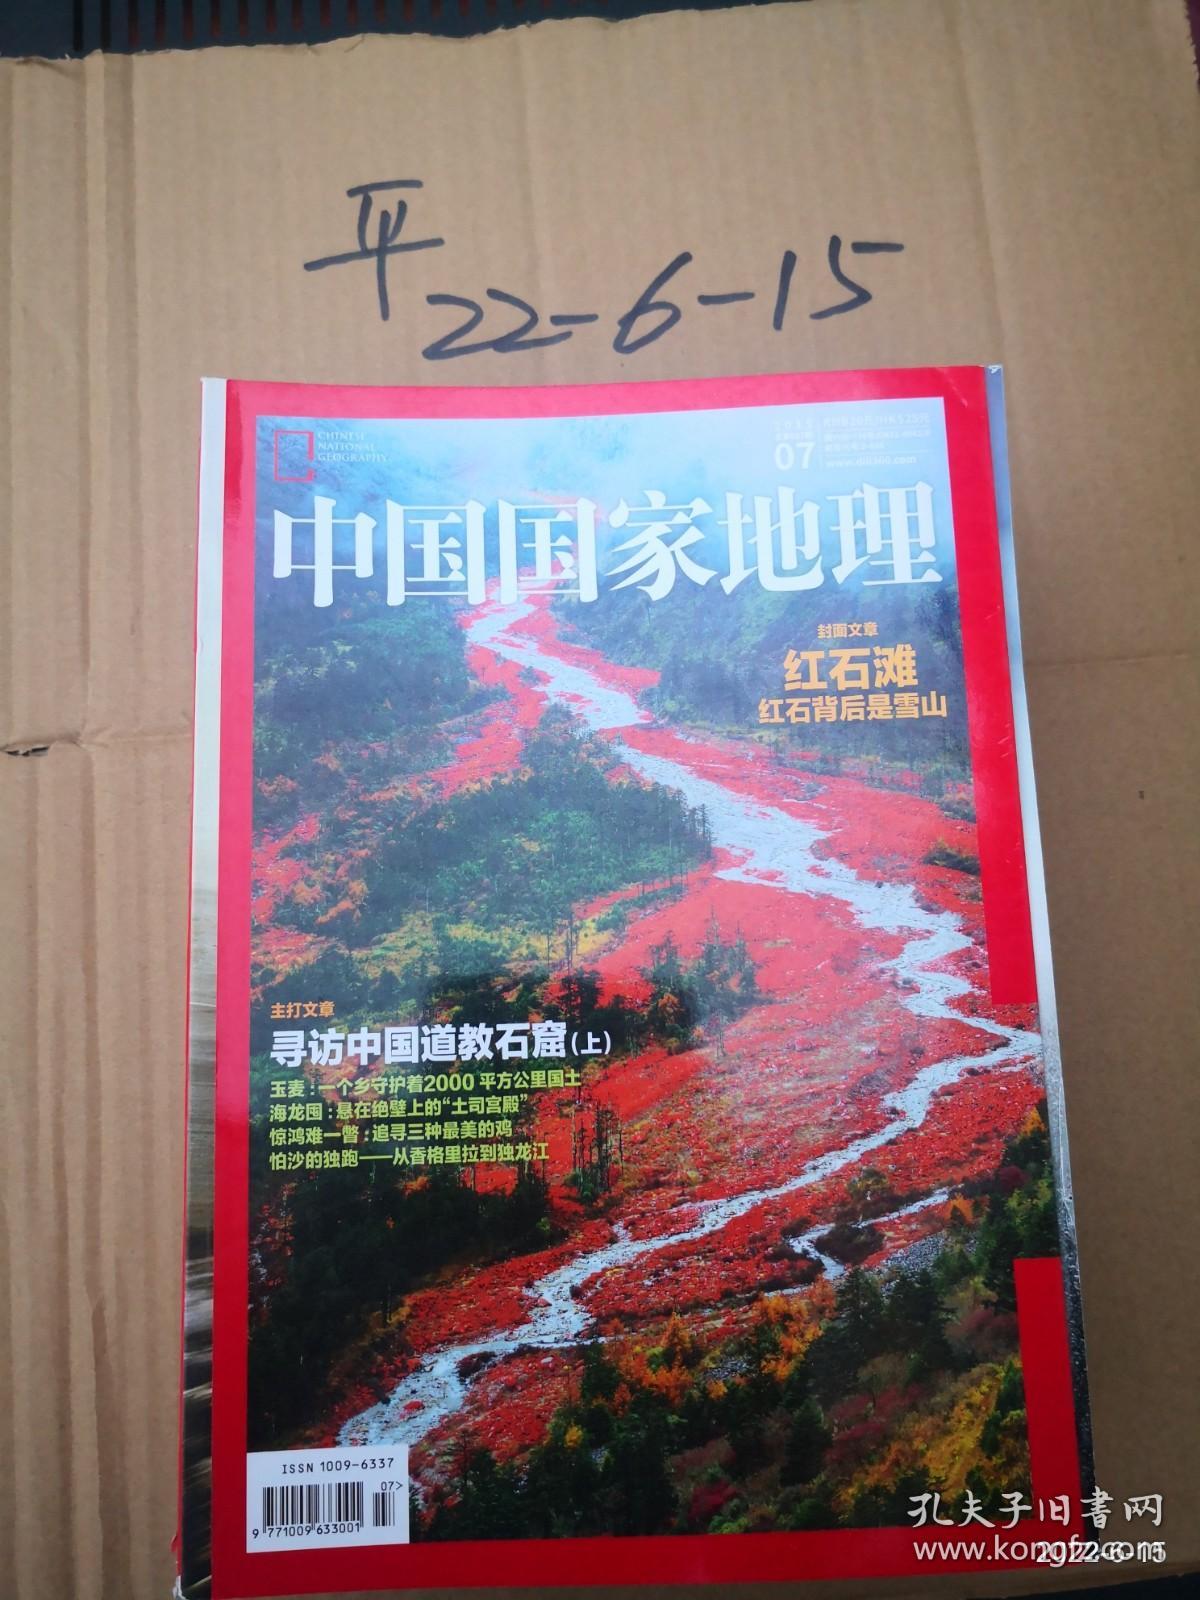 平
22-6-15
CHINESE
NATIONAL
GEOGRAPHY
2015
07
www.dili360.com
中国国家地理
封面文章
红石滩
红石背后是雪山
主打文章
寻访中国道教石窟(上)
玉麦:一个乡守护着2000平方公里国土
海龙囤:悬在绝壁上的“土司宫殿”
惊鸿难一瞥:追寻三种最美的鸡
怕沙的独跑——从香格里拉到独龙江
ISSN 1009-6337
07>
9 771009 633001
孔夫子旧书网
www.kongfz.com
2022-6-15